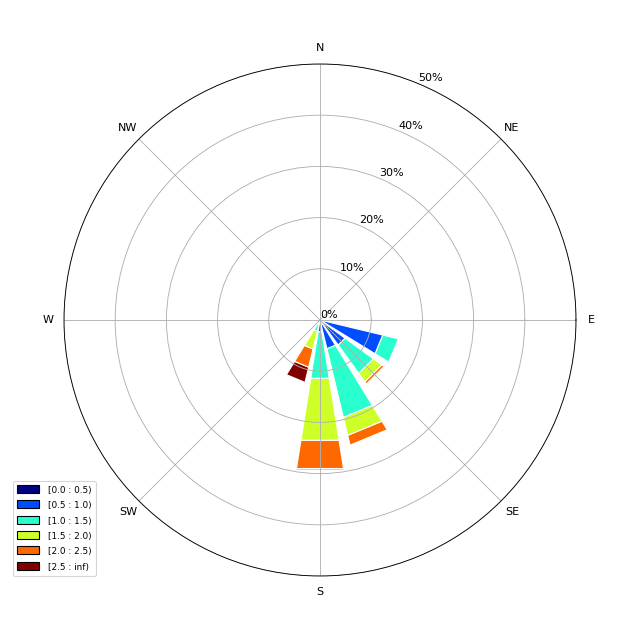 N
50%
NW
40%
NE
30%
20%
10%
W
0%
E
SW
SE
S
[0.0 : 0.5)
[0.5 : 1.0)
[1.0 : 1.5)
[1.5 : 2.0)
[2.0 : 2.5)
[2.5 : inf)